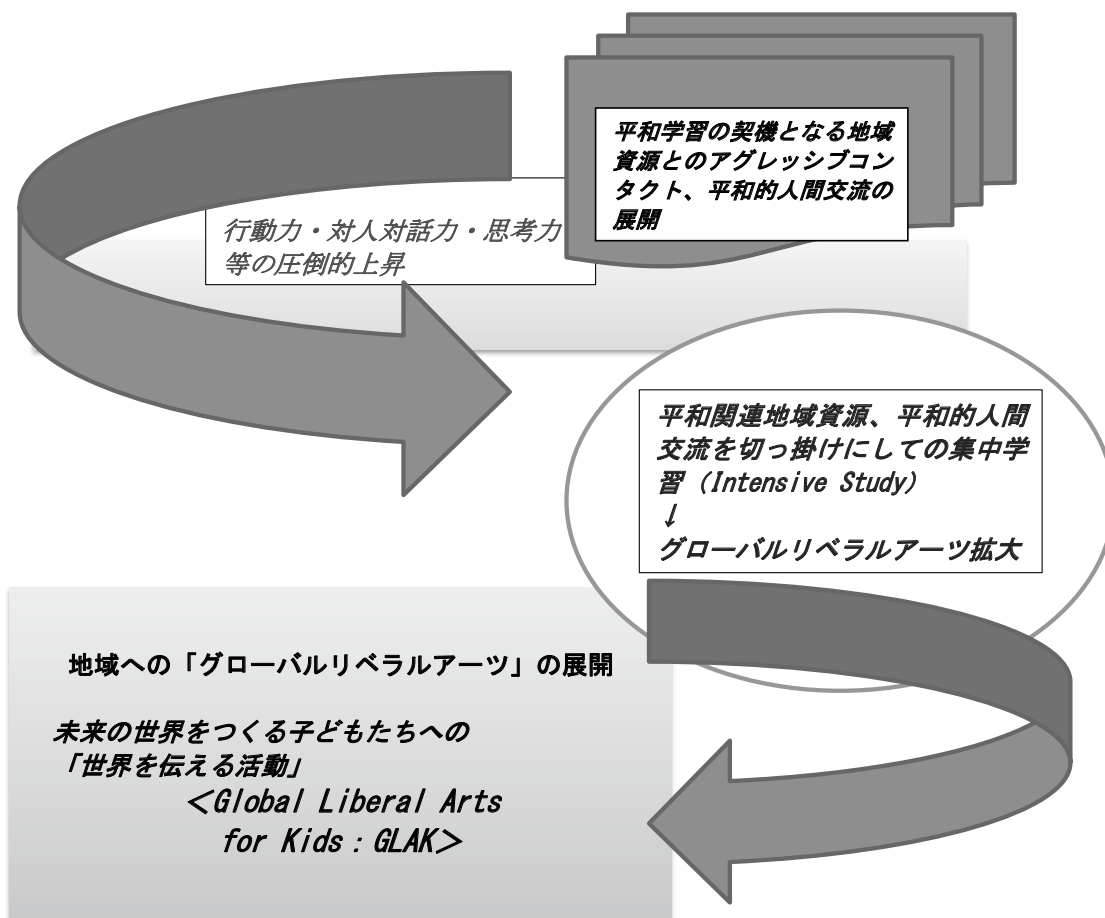 平和学習の契機となる地域
資源とのアグレッシブコン
タクト、平和的人間交流の
展開
行動力・対人対話力・思考力
等の圧倒的上昇
平和関連地域資源、平和的人間
交流を切っ掛けにしての集中学
習（Intensive Study）
↓
グローバルリベラルアーツ拡大
地域への「グローバルリベラルアーツ」の展開
未来の世界をつくる子どもたちへの
「世界を伝える活動」
＜Global Liberal Arts
for Kids：GLAK＞